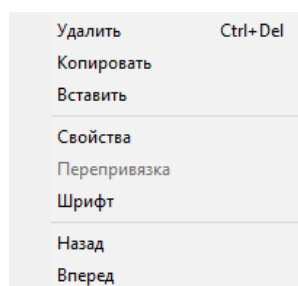 Удалить Ctrl+Del
Копировать
Вставить
Свойства
Перепривязка
Шрифт
Назад
Вперед